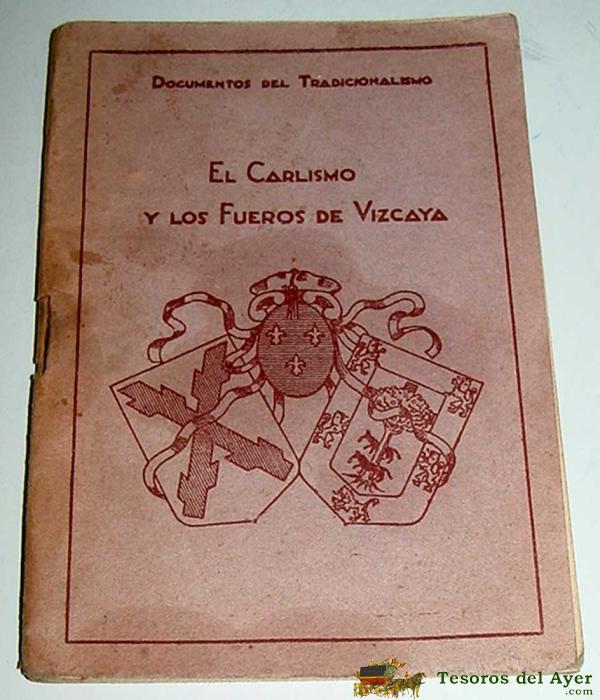 DOCUMENTOS DEL TRADICIONALISMO
EL CARLISMO
Y LOS FUEROS DE VIZCAYA
Tesoros del Ayer
.com